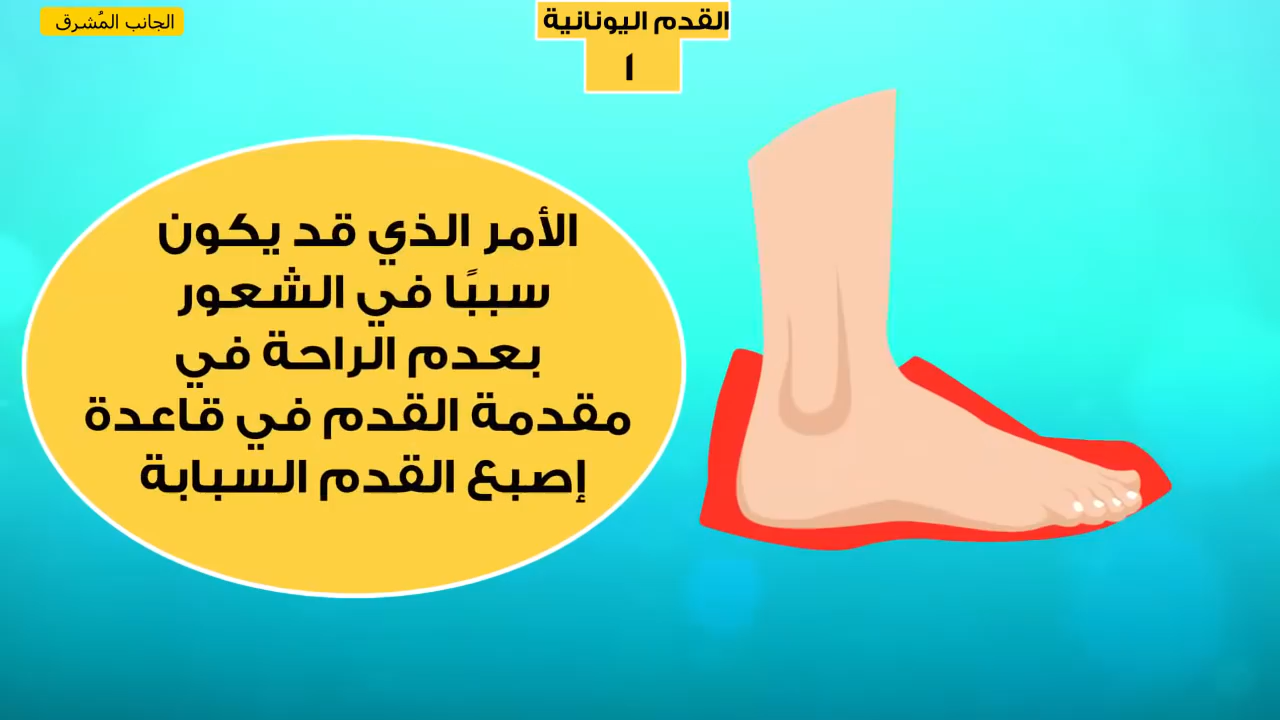 الجانب المُشرق
القدم اليونانية
١
الأمر الذي قد يكون
سببًا في الشعور
بعدم الراحة في
مقدمة القدم في قاعدة
إصبع القدم السبابة